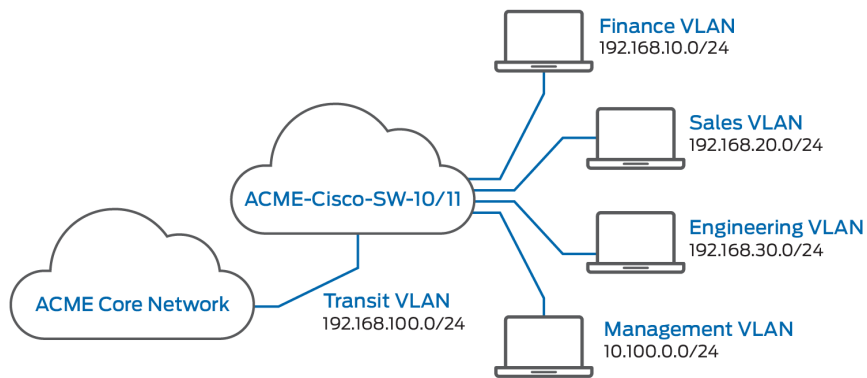 Finance VLAN
192.168.10.0/24
Sales VLAN
192.168.20.0/24
ACME-Cisco-SW-10/11
Engineering VLAN
192.168.30.0/24
ACME Core Network
Transit VLAN
192.168.100.0/24
Management VLAN
10.100.0.0/24